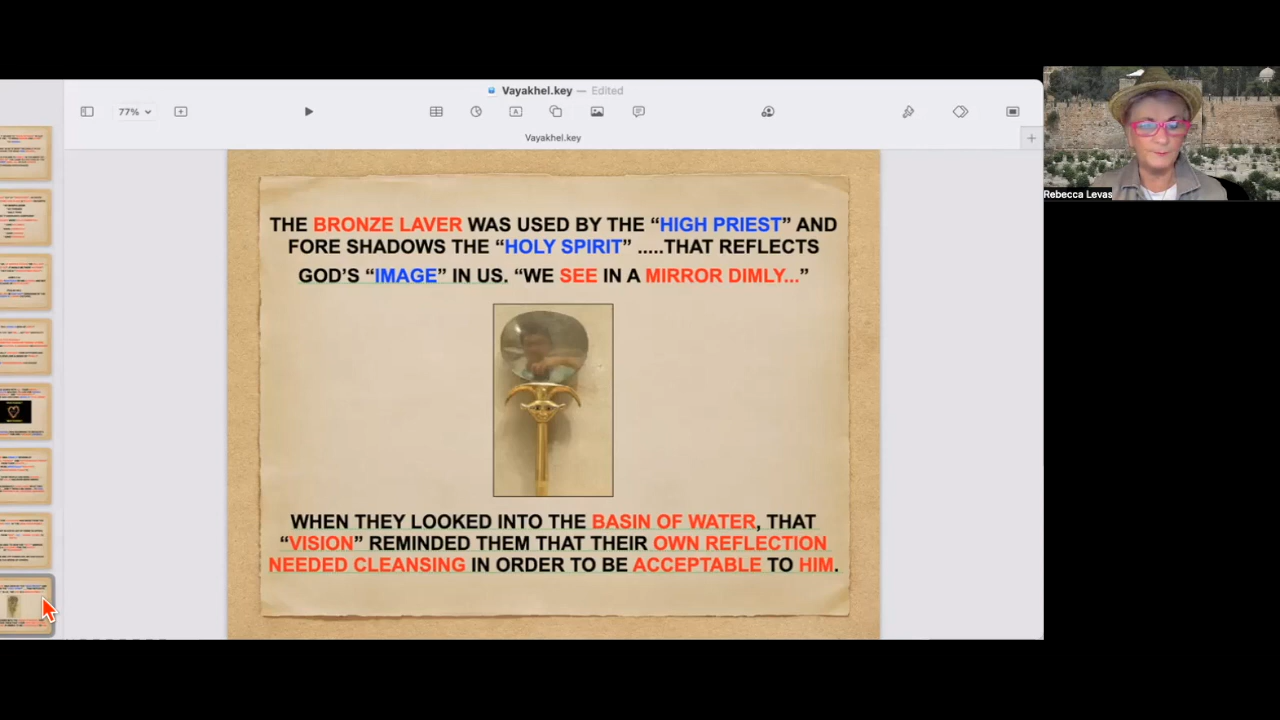 Vayakhel.key — Edited
77%
Vayakhel.key
THE BRONZE LAVER WAS USED BY THE “HIGH PRIEST” AND
FORE SHADOWS THE “HOLY SPIRIT” .....THAT REFLECTS
GOD’S “IMAGE” IN US. “WE SEE IN A MIRROR DIMLY...”
WHEN THEY LOOKED INTO THE BASIN OF WATER, THAT
“VISION” REMINDED THEM THAT THEIR OWN REFLECTION
NEEDED CLEANSING IN ORDER TO BE ACCEPTABLE TO HIM.
Rebecca Levas